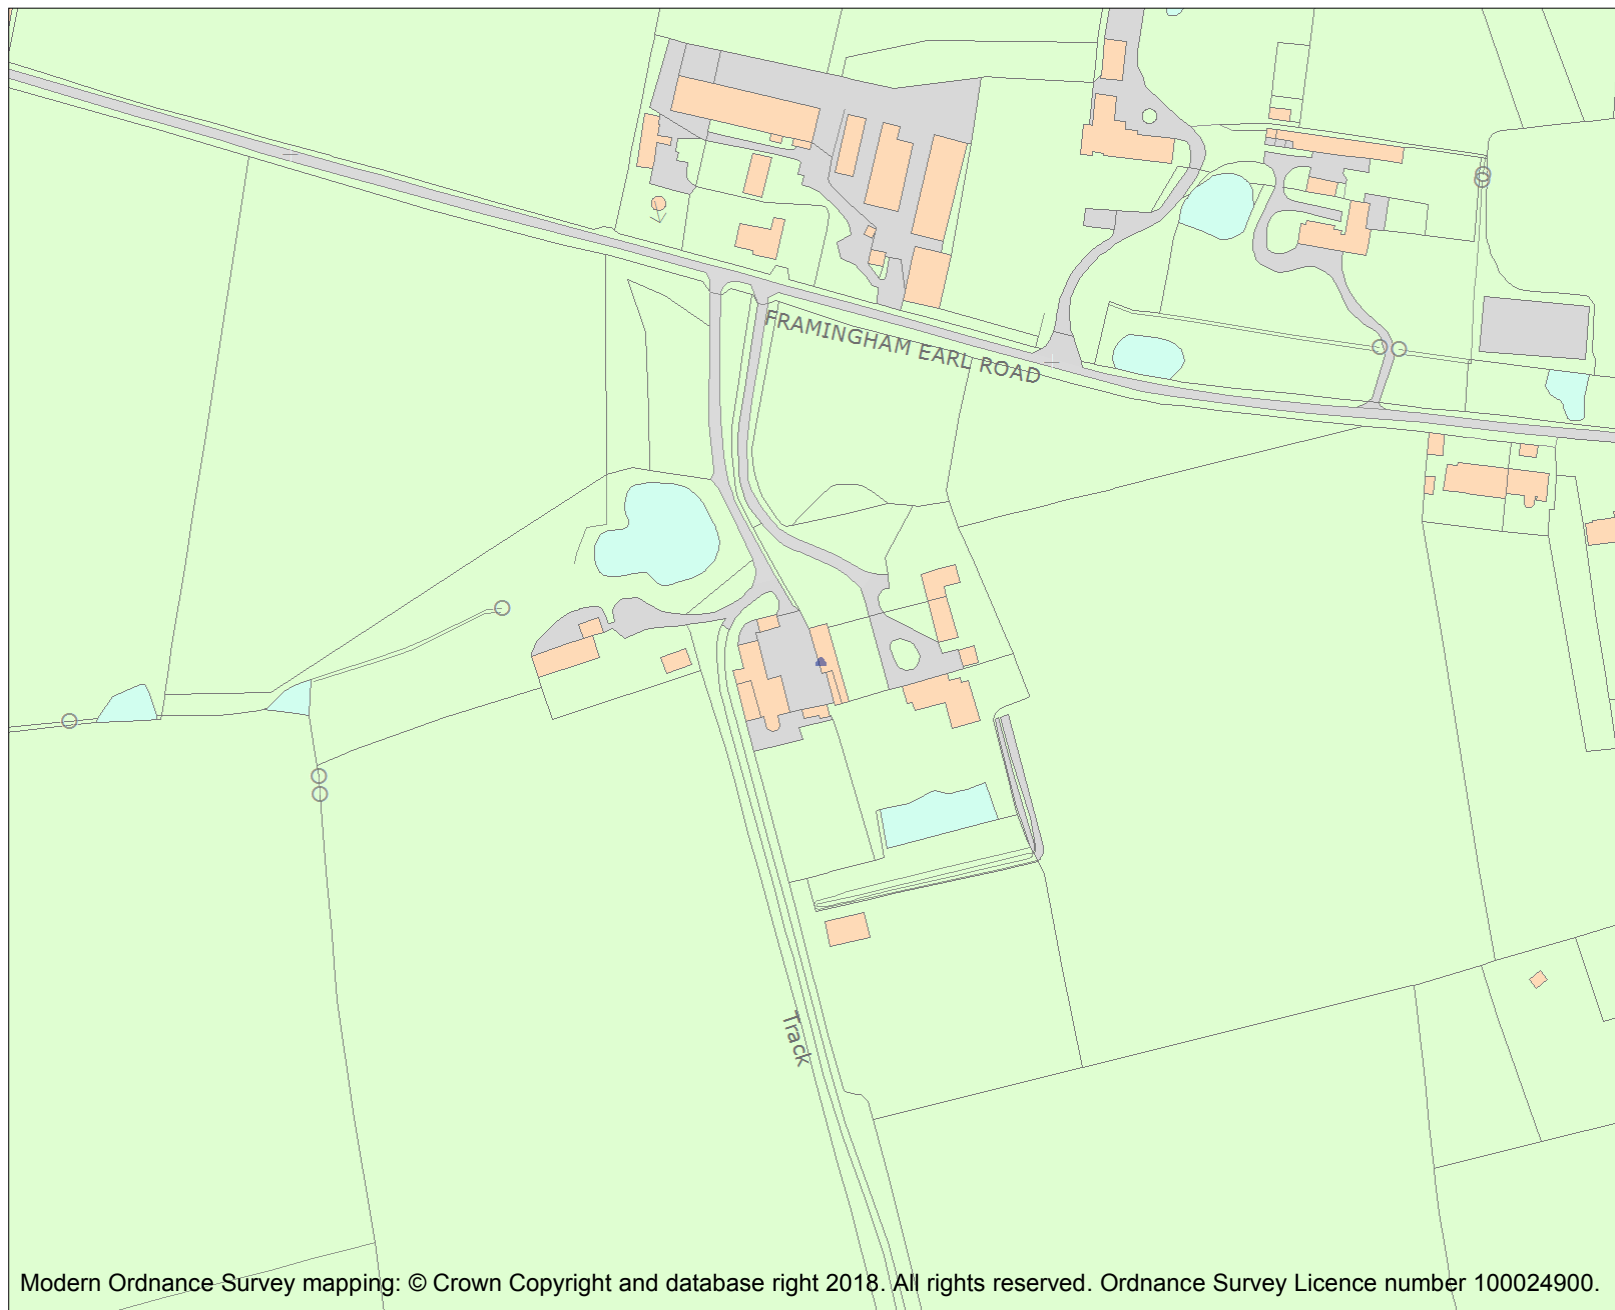 FRAMINGHAM EARL ROAD
Track
Modern Ordnance Survey mapping: © Crown Copyright and database right 2018. All rights reserved. Ordnance Survey Licence number 100024900.